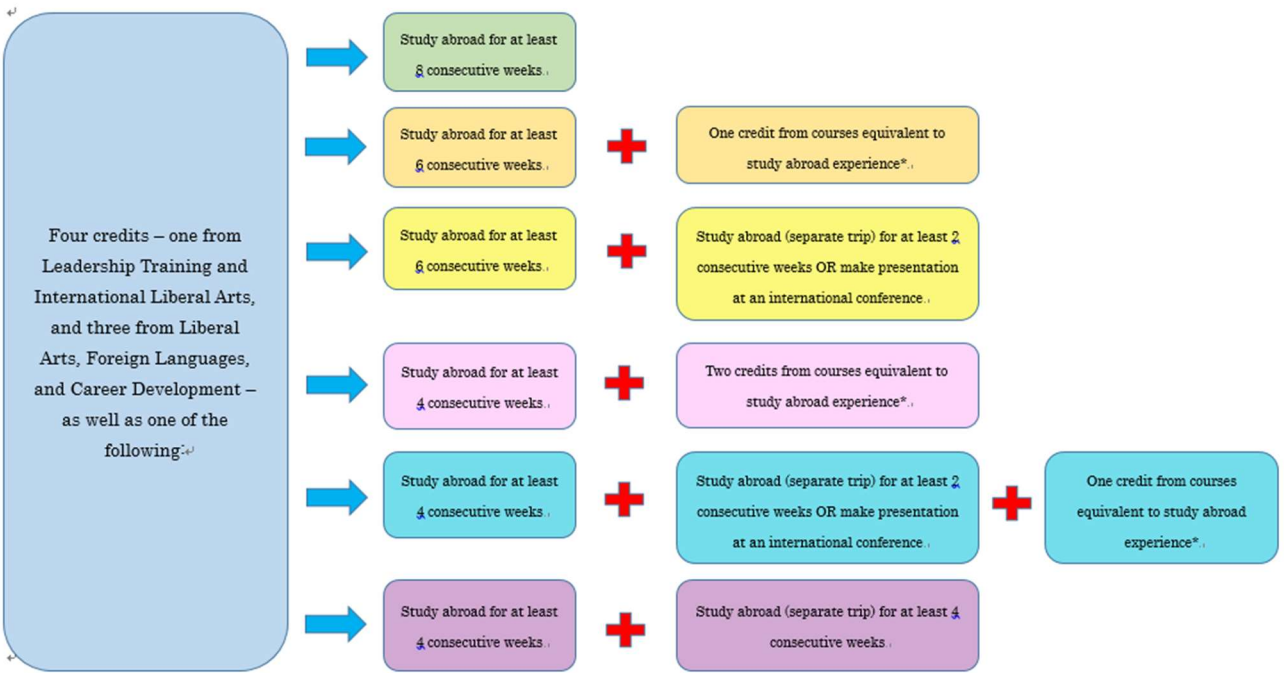 Four credits – one from
Leadership Training and
International Liberal Arts,
and three from Liberal
Arts, Foreign Languages,
and Career Development –
as well as one of the
following:
Study abroad for at least
8 consecutive weeks.
Study abroad for at least
6 consecutive weeks.
One credit from courses equivalent to
study abroad experience*.
Study abroad for at least
6 consecutive weeks.
Study abroad (separate trip) for at least 2
consecutive weeks OR make presentation
at an international conference.
Study abroad for at least
4 consecutive weeks.
Two credits from courses equivalent to
study abroad experience*.
Study abroad for at least
4 consecutive weeks.
Study abroad (separate trip) for at least 2
consecutive weeks OR make presentation
at an international conference.
One credit from courses
equivalent to study abroad
experience*.
Study abroad for at least
4 consecutive weeks.
Study abroad (separate trip) for at least 4
consecutive weeks.